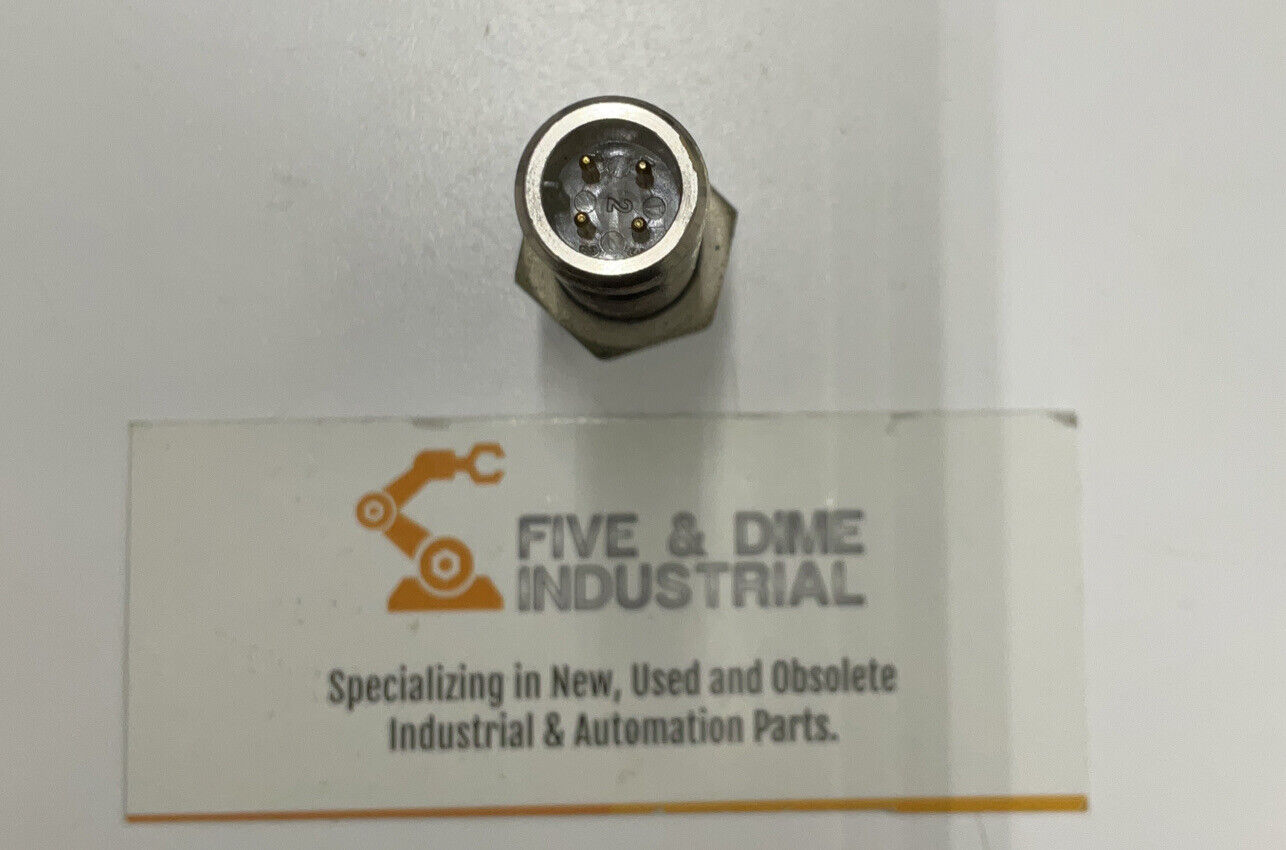 2
FIVE & DIME
INDUSTRIAL
Specializing in New, Used and Obsolete
Industrial & Automation Parts.